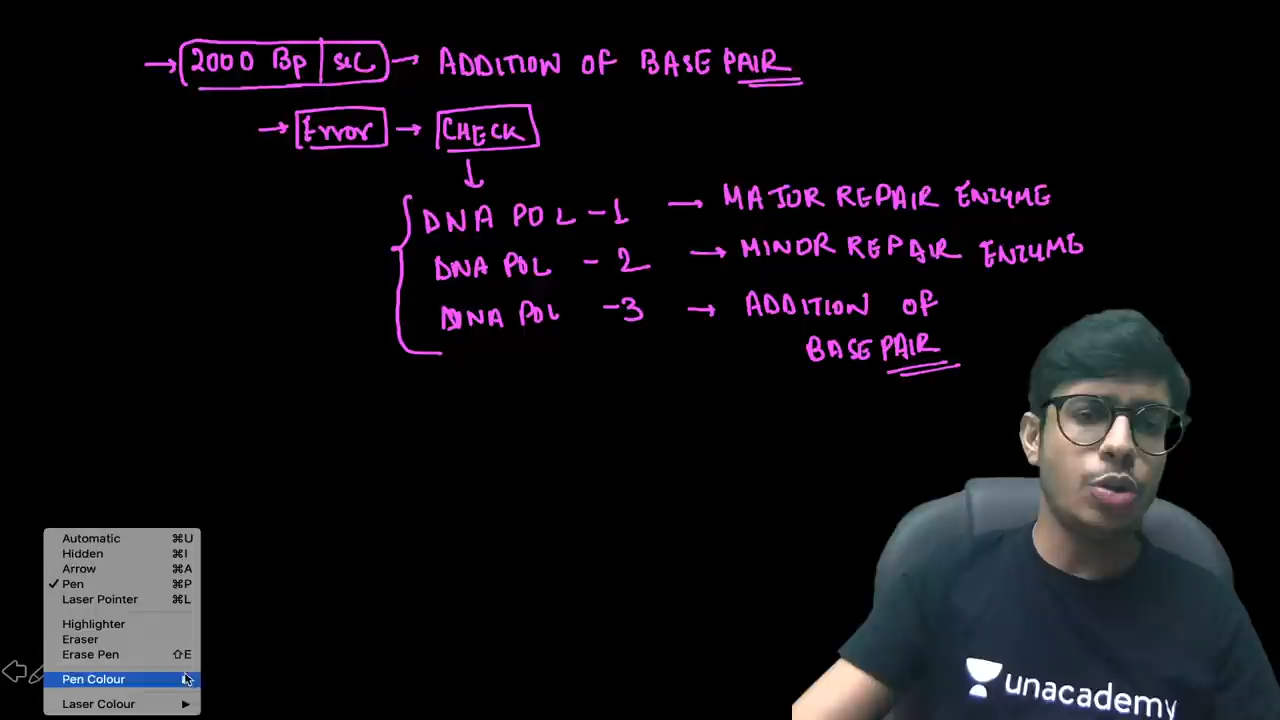 → 2000 Bp | sec → ADDITION OF BASE PAIR
→ Error → CHECK
↓
DNA POL - 1 → MAJOR REPAIR ENZYME
DNA POL - 2 → MINOR REPAIR ENZYME
DNA POL - 3 → ADDITION OF
BASE PAIR
Automatic ⌘U
Hidden ⌘I
Arrow ⌘A
✓ Pen ⌘P
Laser Pointer ⌘L
Highlighter
Eraser
Erase Pen ⇧E
Pen Colour
Laser Colour ▶
unacademy